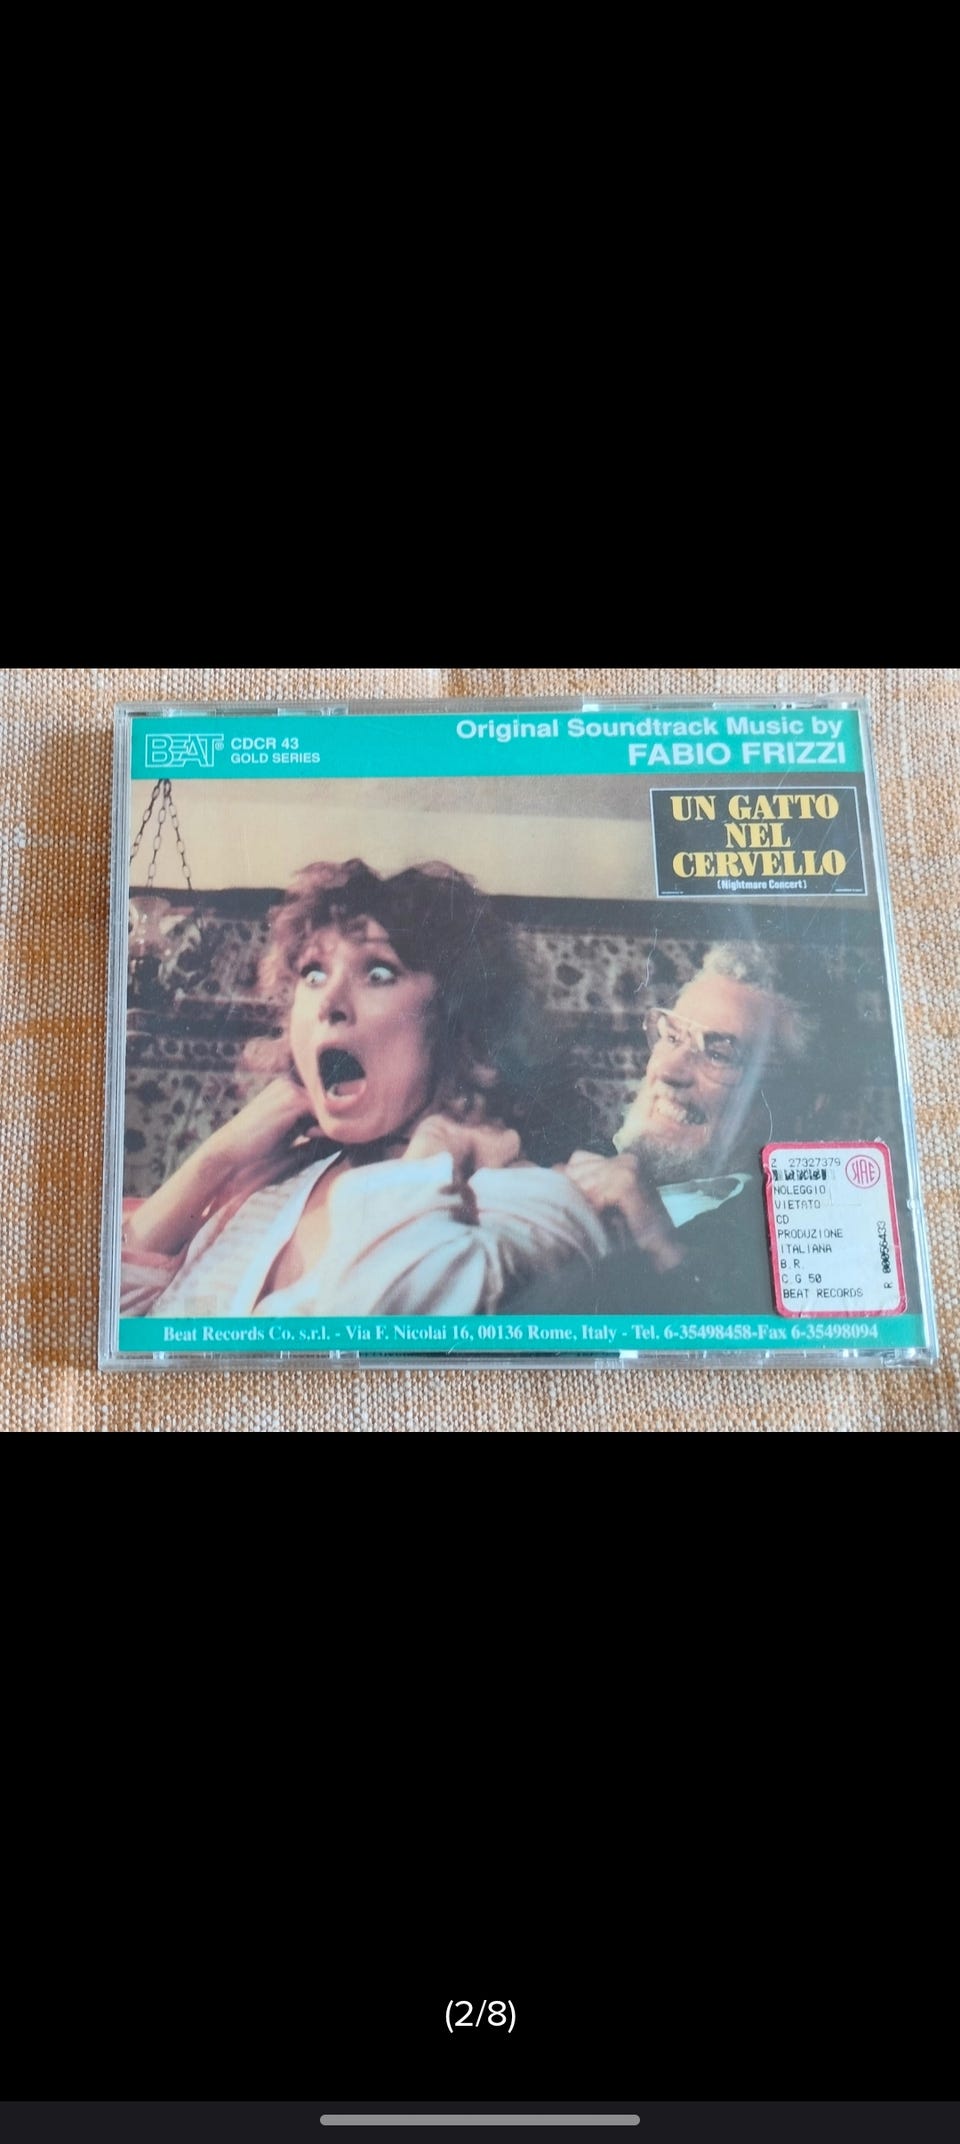 BEAT®
CDCR 43
GOLD SERIES
Original Soundtrack Music by
FABIO FRIZZI
UN GATTO
NEL
CERVELLO
(Nightmare Concert)
Z 27327379
NOLEGGIO
VIETATO
CD
PRODUZIONE
ITALIANA
B.R.
C.G 50
BEAT RECORDS
R 00056433
Beat Records Co. s.r.l. - Via F. Nicolai 16, 00136 Rome, Italy - Tel. 6-35498458-Fax 6-35498094
(2/8)